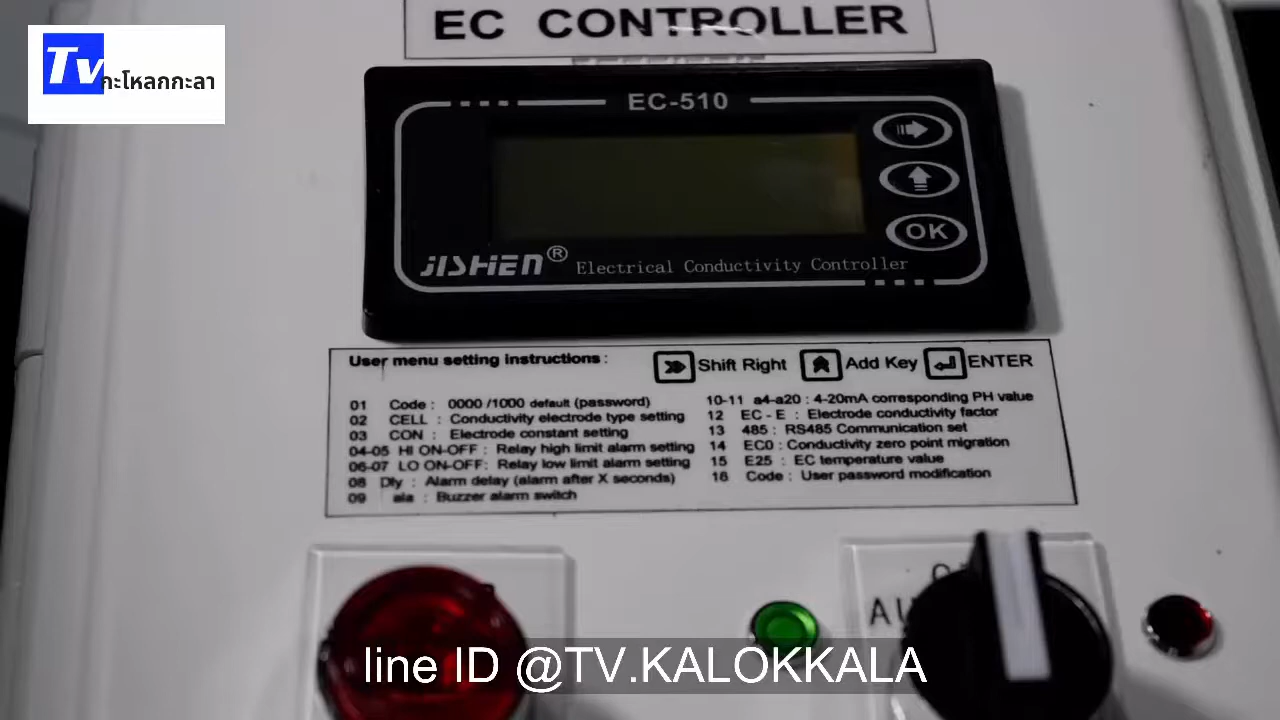 EC CONTROLLER
Tv กะโหลกกะลา
EC-510
OK
JISHEN®
Electrical Conductivity Controller
User menu setting instructions : Shift Right Add Key ENTER
01 Code : 0000 /1000 default (password)
02 CELL : Conductivity electrode type setting
03 CON : Electrode constant setting
04-05 HI ON-OFF : Relay high limit alarm setting
06-07 LO ON-OFF: Relay low limit alarm setting
08 Dly : Alarm delay (alarm after X seconds)
09 ala : Buzzer alarm switch
10-11 a4-a20 : 4-20mA corresponding PH value
12 EC - E : Electrode conductivity factor
13 485 : RS485 Communication set
14 EC0 : Conductivity zero point migration
15 E25 : EC temperature value
16 Code : User password modification
line ID @TV.KALOKKALA